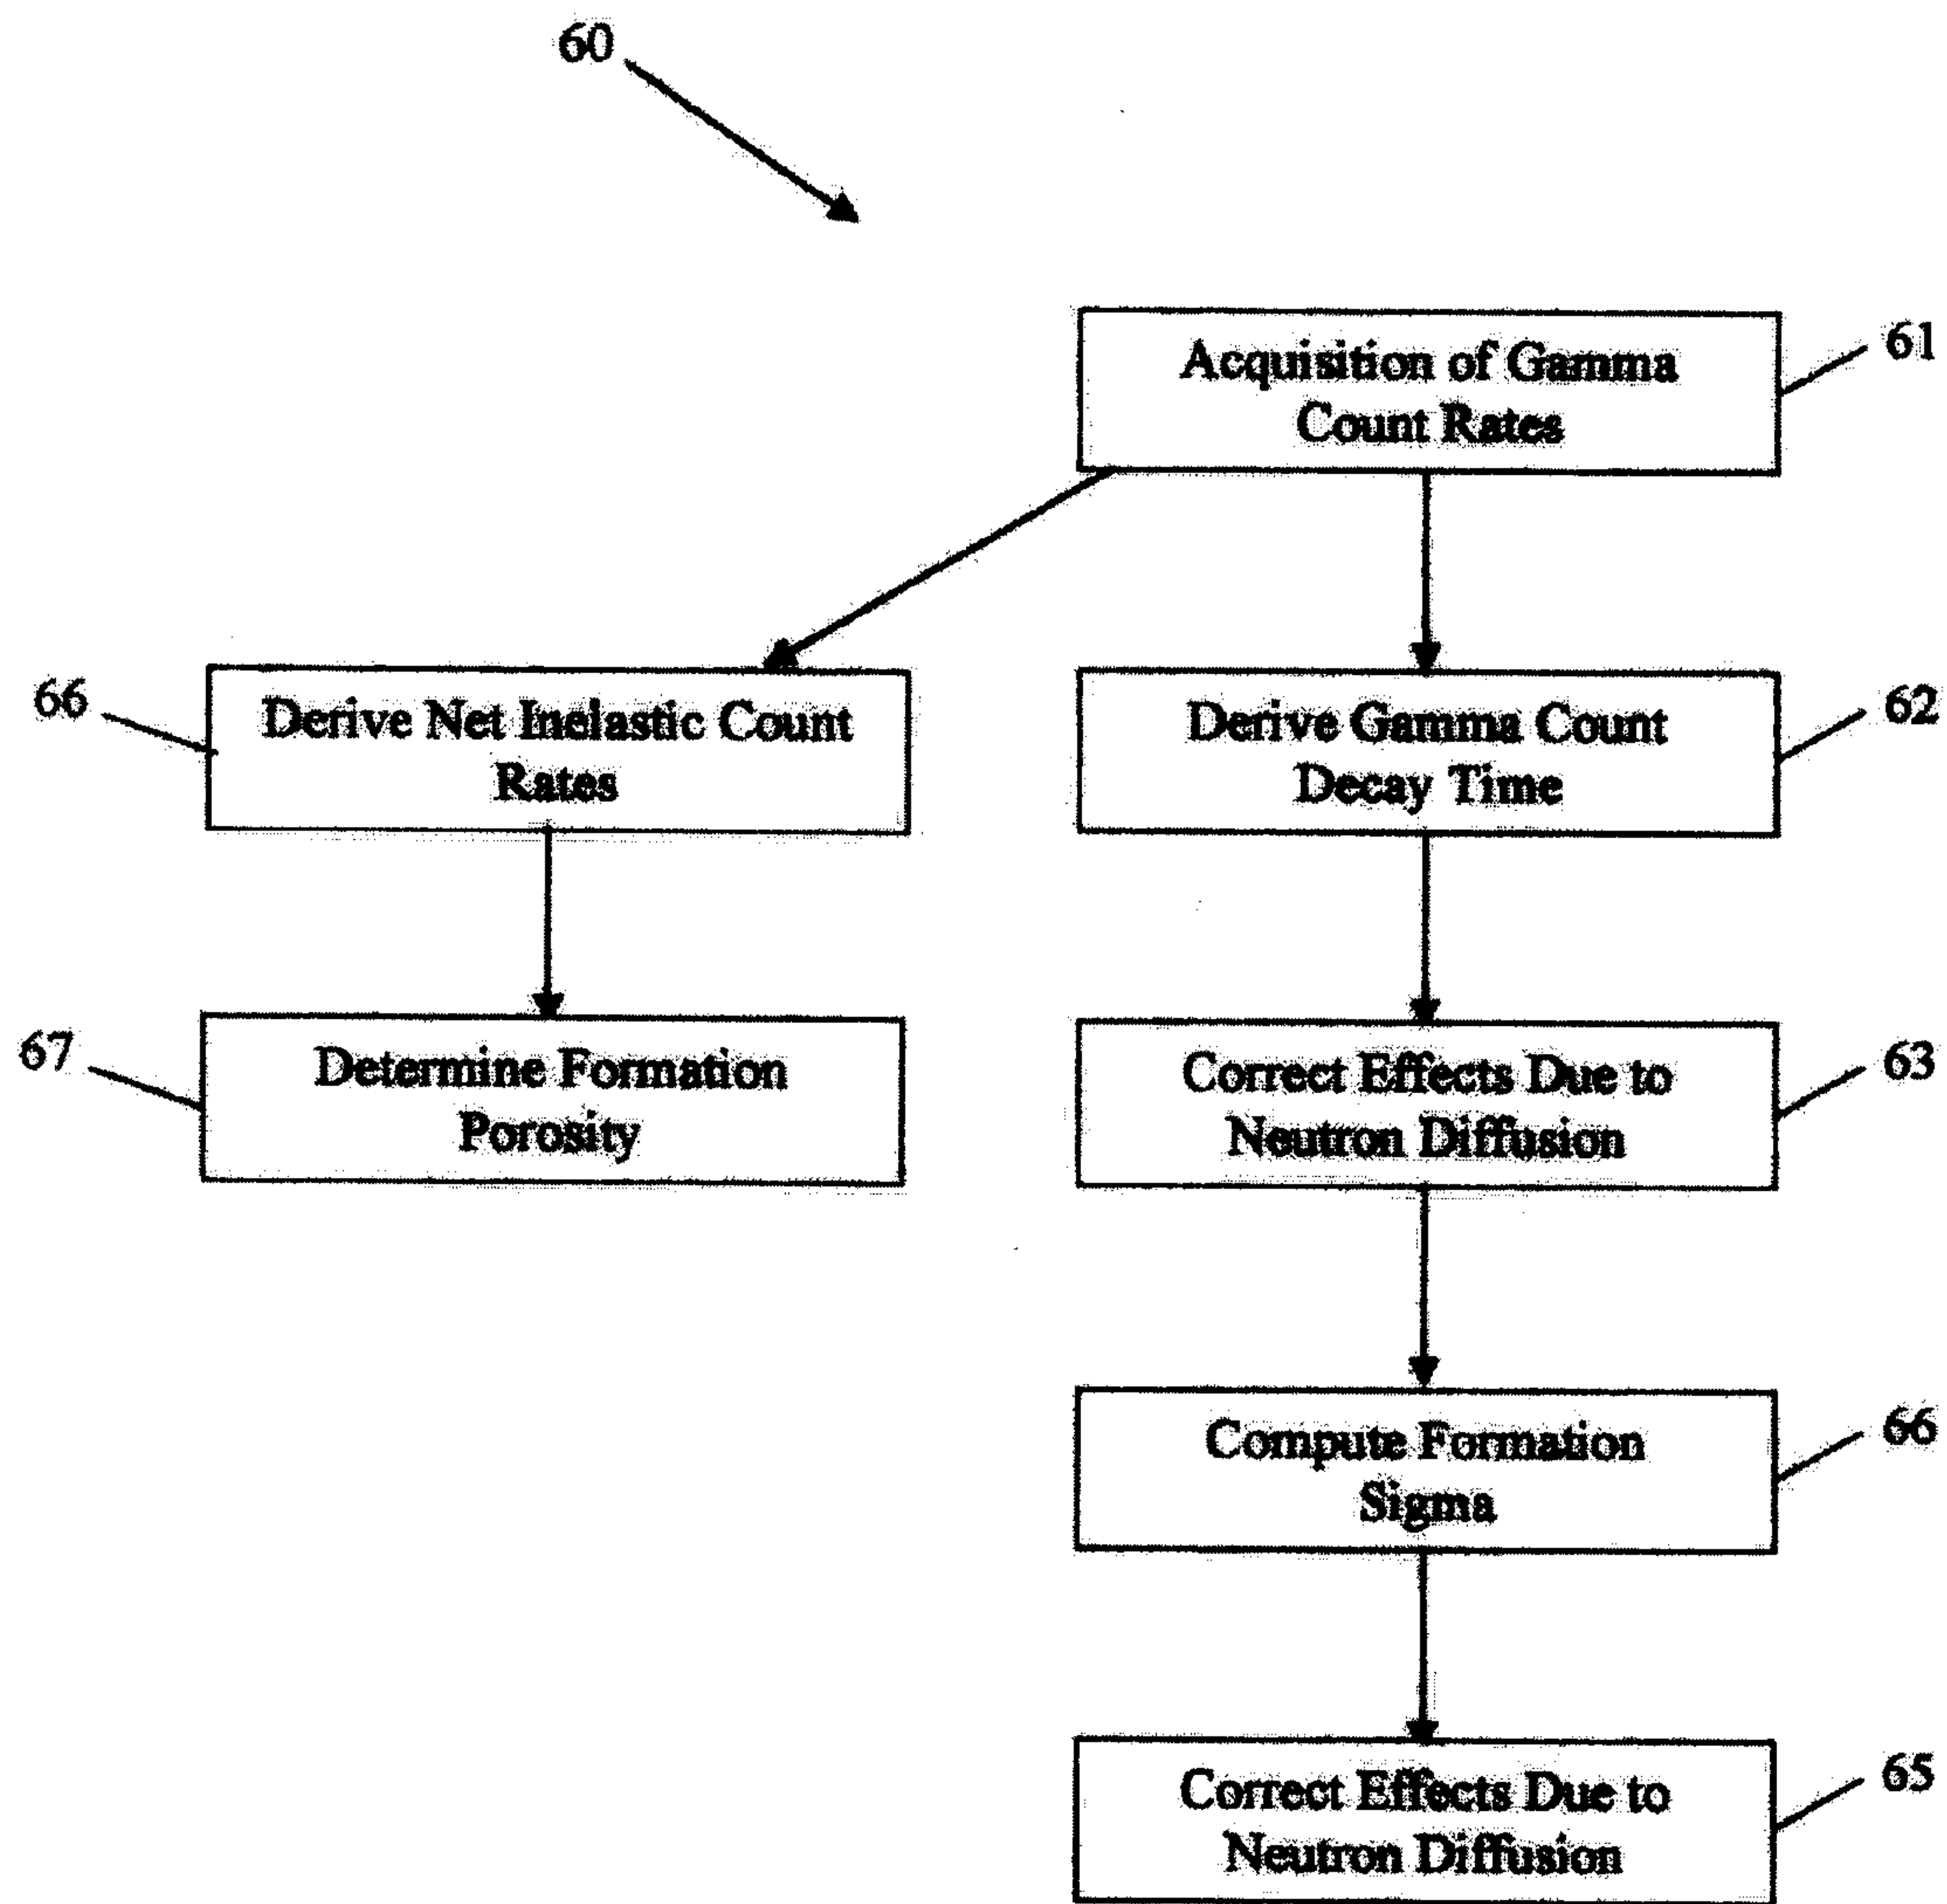 60
Acquisition of Gamma
Count Rates
61
66
Derive Net Inelastic Count
Rates
Derive Gamma Count
Decay Time
62
67
Determine Formation
Porosity
Correct Effects Due to
Neutron Diffusion
63
Compute Formation
Sigma
66
Correct Effects Due to
Neutron Diffusion
65